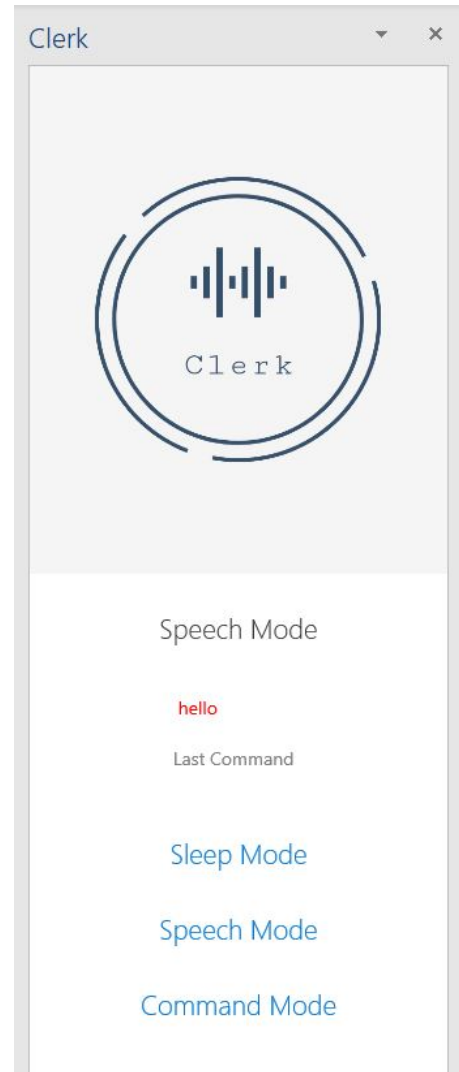 Clerk
Clerk
Speech Mode
hello
Last Command
Sleep Mode
Speech Mode
Command Mode